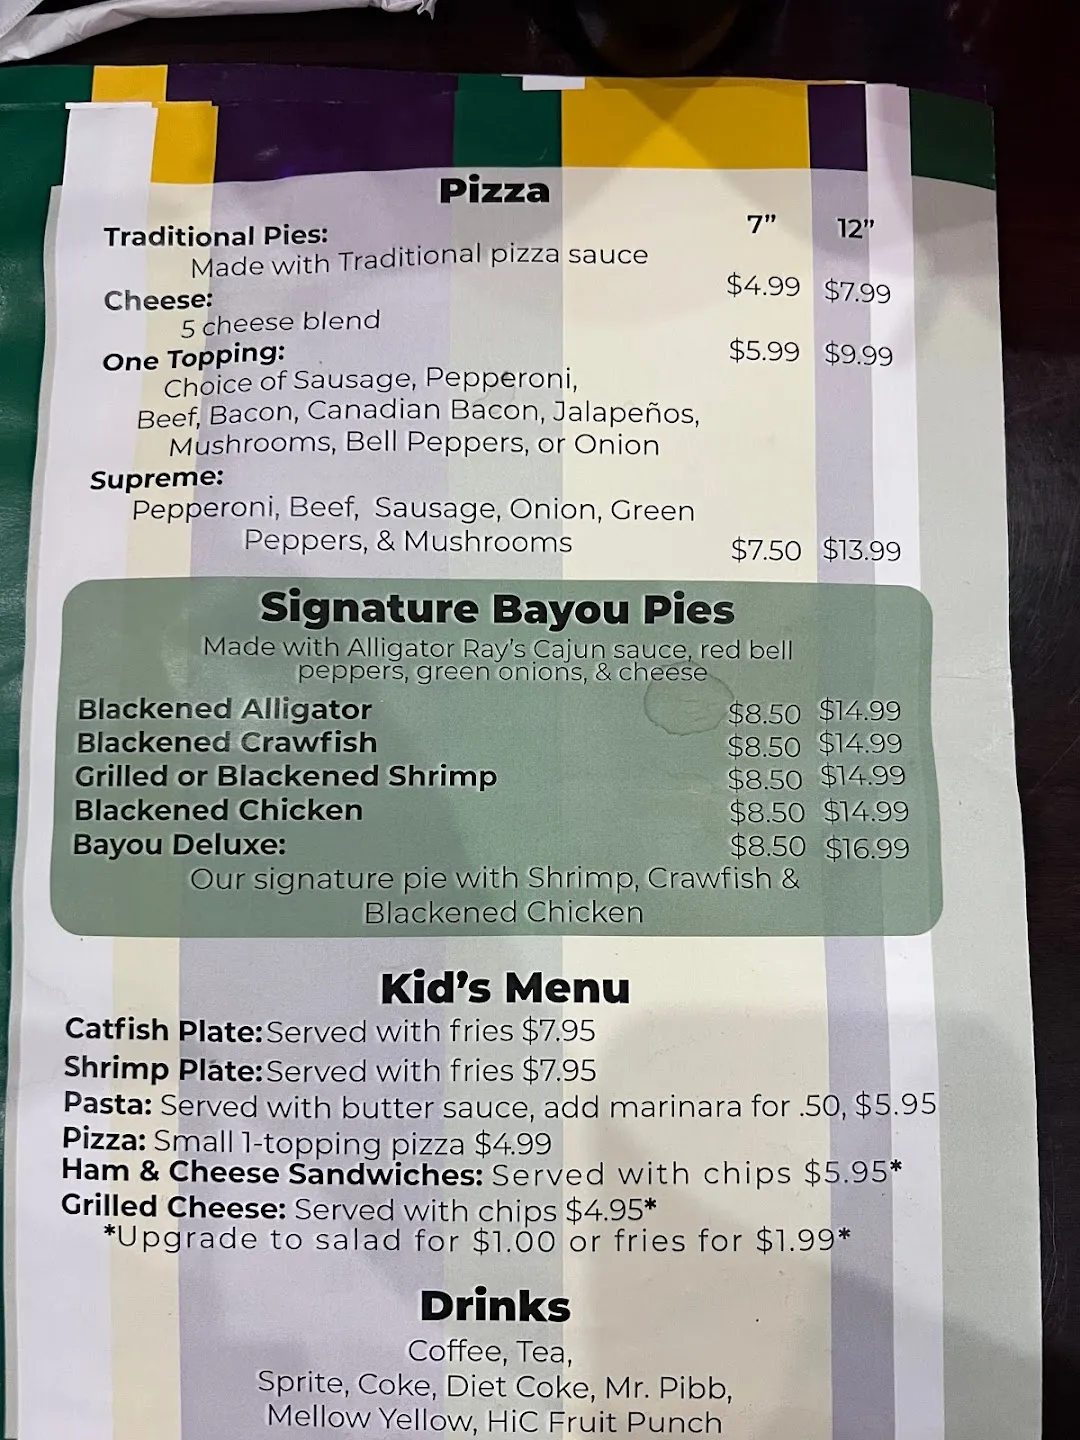 Pizza
7” 12”
Traditional Pies:
Made with Traditional pizza sauce
Cheese: $4.99 $7.99
5 cheese blend
One Topping: $5.99 $9.99
Choice of Sausage, Pepperoni,
Beef, Bacon, Canadian Bacon, Jalapeños,
Mushrooms, Bell Peppers, or Onion
Supreme:
Pepperoni, Beef, Sausage, Onion, Green
Peppers, & Mushrooms $7.50 $13.99
Signature Bayou Pies
Made with Alligator Ray's Cajun sauce, red bell
peppers, green onions, & cheese
Blackened Alligator $8.50 $14.99
Blackened Crawfish $8.50 $14.99
Grilled or Blackened Shrimp $8.50 $14.99
Blackened Chicken $8.50 $14.99
Bayou Deluxe: $8.50 $16.99
Our signature pie with Shrimp, Crawfish &
Blackened Chicken
Kid's Menu
Catfish Plate: Served with fries $7.95
Shrimp Plate: Served with fries $7.95
Pasta: Served with butter sauce, add marinara for .50, $5.95
Pizza: Small 1-topping pizza $4.99
Ham & Cheese Sandwiches: Served with chips $5.95*
Grilled Cheese: Served with chips $4.95*
*Upgrade to salad for $1.00 or fries for $1.99*
Drinks
Coffee, Tea,
Sprite, Coke, Diet Coke, Mr. Pibb,
Mellow Yellow, HiC Fruit Punch